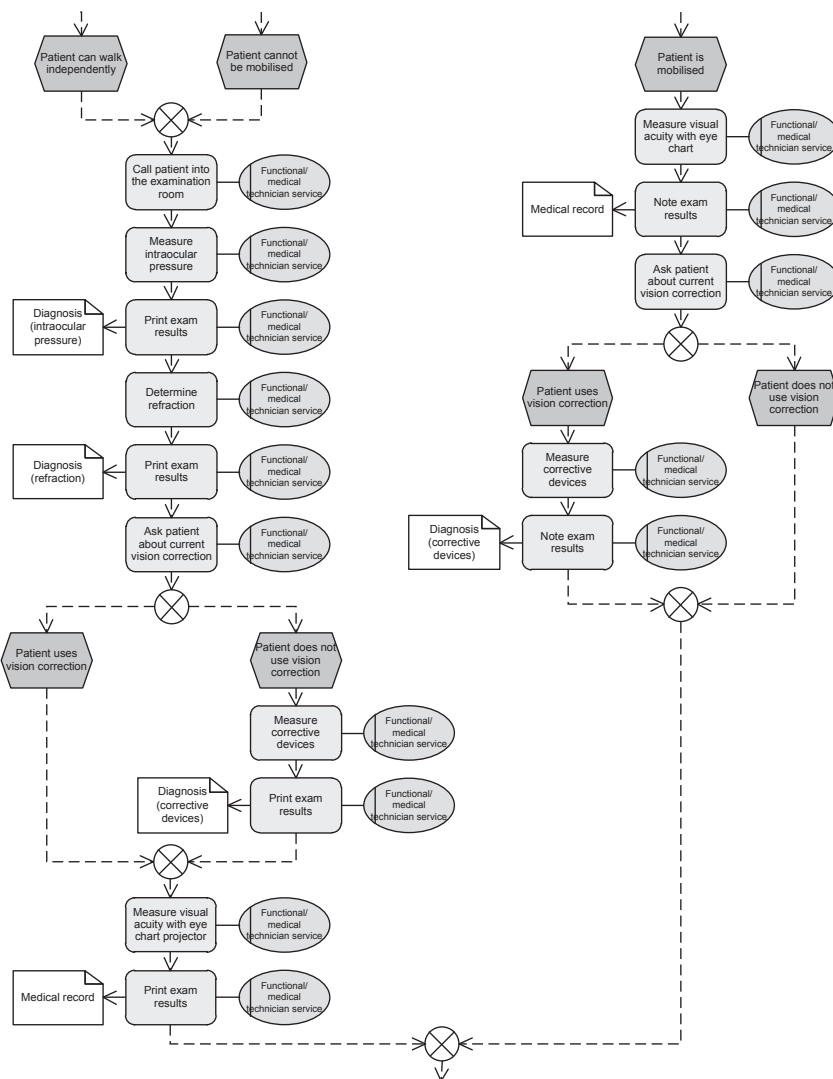 Patient can walk
independently
Patient cannot
be mobilised
Call patient into
the examination
room
Functional/
medical
technician service
Measure
intraocular
pressure
Functional/
medical
technician service
Diagnosis
(intraocular
pressure)
Print exam
results
Functional/
medical
technician service
Determine
refraction
Functional/
medical
technician service
Diagnosis
(refraction)
Print exam
results
Functional/
medical
technician service
Ask patient
about current
vision correction
Functional/
medical
technician service
Patient uses
vision correction
Patient does not
use vision
correction
Measure
corrective
devices
Functional/
medical
technician service
Diagnosis
(corrective
devices)
Print exam
results
Functional/
medical
technician service
Measure visual
acuity with eye
chart projector
Functional/
medical
technician service
Medical record
Print exam
results
Functional/
medical
technician service
Patient is
mobilised
Measure visual
acuity with eye
chart
Functional/
medical
technician service
Medical record
Note exam
results
Functional/
medical
technician service
Ask patient
about current
vision correction
Functional/
medical
technician service
Patient uses
vision correction
Patient does not
use vision
correction
Measure
corrective
devices
Functional/
medical
technician service
Diagnosis
(corrective
devices)
Note exam
results
Functional/
medical
technician service